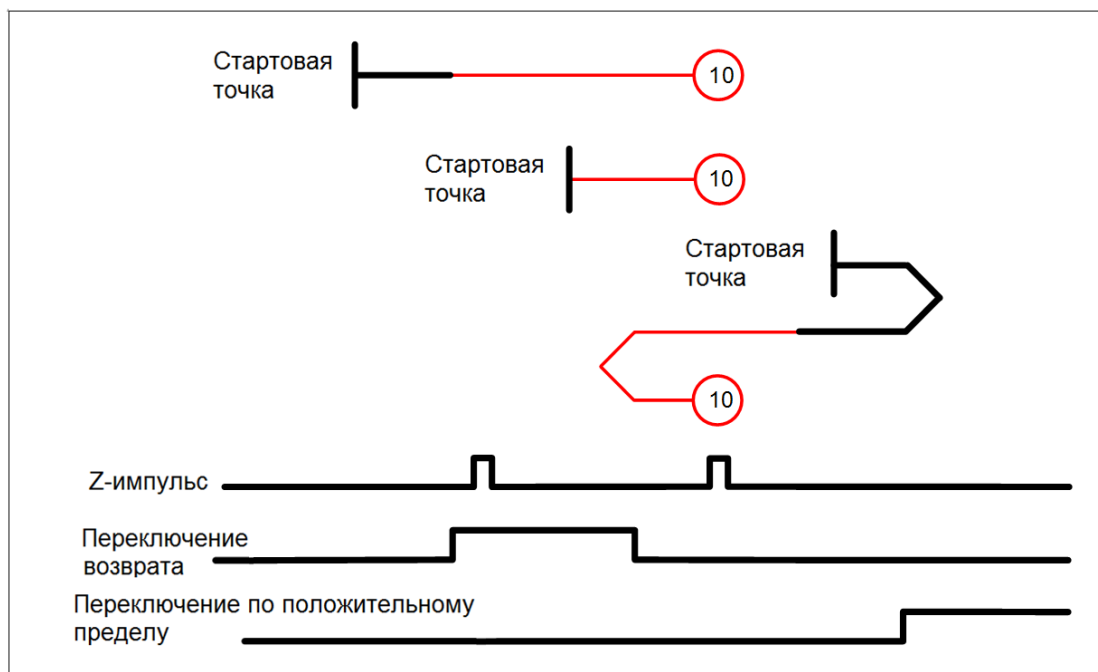 Стартовая
точка
10
Стартовая
точка
10
Стартовая
точка
10
Z-импульс
Переключение
возврата
Переключение по положительному
пределу